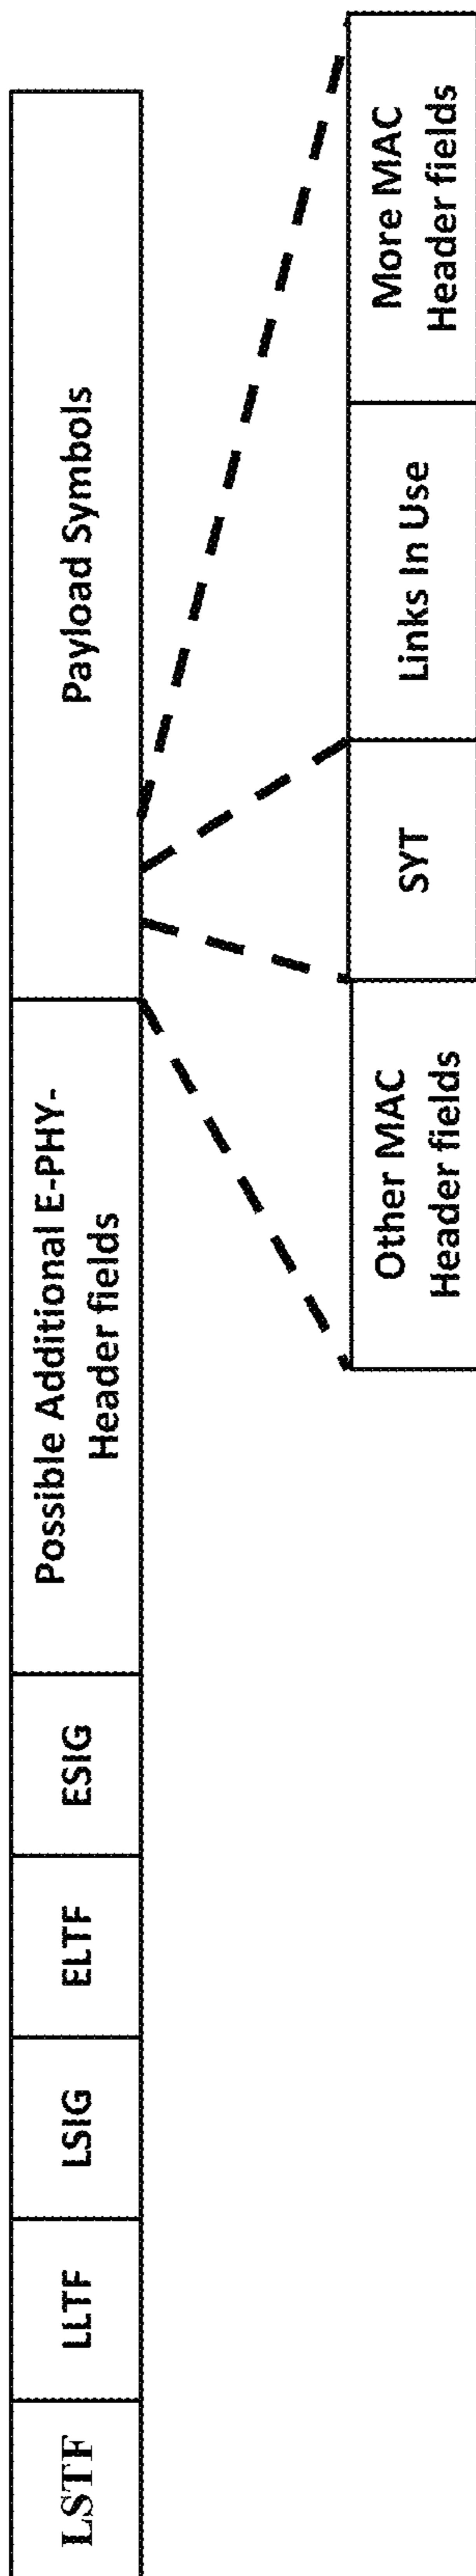 LSTF
LLTF
LSIG
ELTF
ESIG
Possible Additional E-PHY-
Header fields
Payload Symbols
Other MAC
Header fields
SYT
Links In Use
More MAC
Header fields